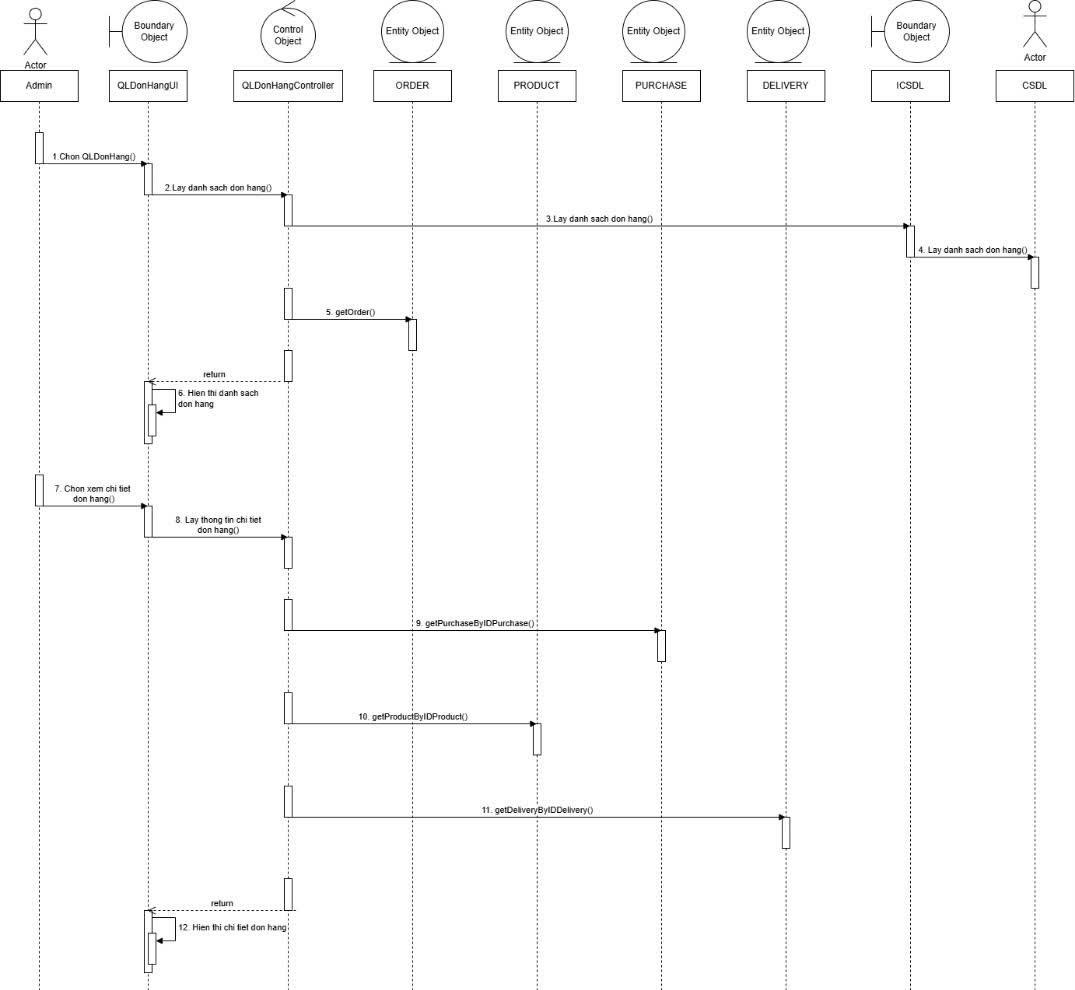 Boundary
Object
Control
Object
Entity Object
Entity Object
Entity Object
Entity Object
Boundary
Object
Actor
Actor
Admin
QLDonHangUI
QLDonHangController
ORDER
PRODUCT
PURCHASE
DELIVERY
ICSDL
CSDL
1.Chon QLDonHang()
2.Lay danh sach don hang()
3.Lay danh sach don hang()
4. Lay danh sach don hang()
5. getOrder()
return
6. Hien thi danh sach
don hang
7. Chon xem chi tiet
don hang()
8. Lay thong tin chi tiet
don hang()
9. getPurchaseByIDPurchase()
10. getProductByIDProduct()
11. getDeliveryByIDDelivery()
return
12. Hien thi chi tiet don hang